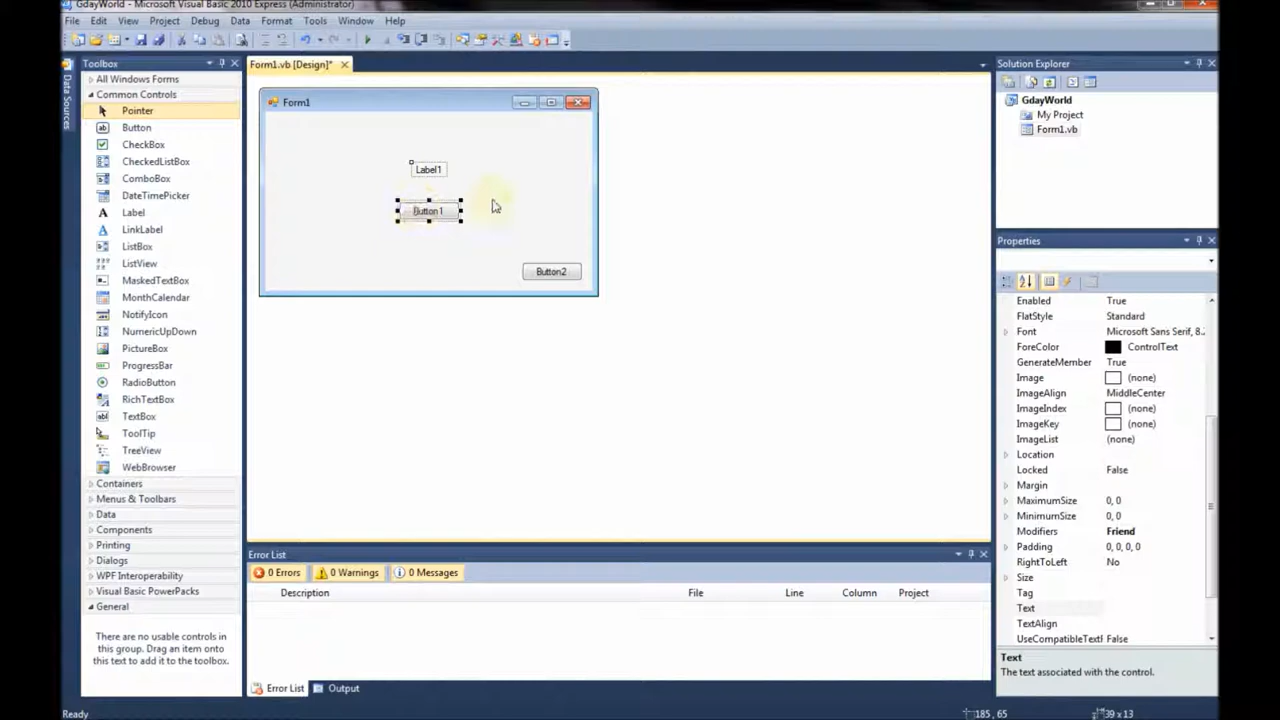 GdayWorld - Microsoft Visual Basic 2010 Express (Administrator)
File Edit View Project Debug Data Format Tools Window Help
Toolbox
Data Sources
All Windows Forms
Common Controls
Pointer
Button
CheckBox
CheckedListBox
ComboBox
DateTimePicker
Label
LinkLabel
ListBox
ListView
MaskedTextBox
MonthCalendar
NotifyIcon
NumericUpDown
PictureBox
ProgressBar
RadioButton
RichTextBox
TextBox
ToolTip
TreeView
WebBrowser
Containers
Menus & Toolbars
Data
Components
Printing
Dialogs
WPF Interoperability
Visual Basic PowerPacks
General
There are no usable controls in
this group. Drag an item onto
this text to add it to the toolbox.
Form1.vb [Design]*
Form1
Label1
Button1
Button2
Error List
0 Errors 0 Warnings 0 Messages
Description File Line Column Project
Error List Output
Solution Explorer
GdayWorld
My Project
Form1.vb
Properties
Enabled True
FlatStyle Standard
Font Microsoft Sans Serif, 8...
ForeColor ControlText
GenerateMember True
Image (none)
ImageAlign MiddleCenter
ImageIndex (none)
ImageKey (none)
ImageList (none)
Location
Locked False
Margin
MaximumSize 0, 0
MinimumSize 0, 0
Modifiers Friend
Padding 0, 0, 0, 0
RightToLeft No
Size
Tag
Text
TextAlign
UseCompatibleTextI False
Text
The text associated with the control.
Ready 185, 65 39 x 13